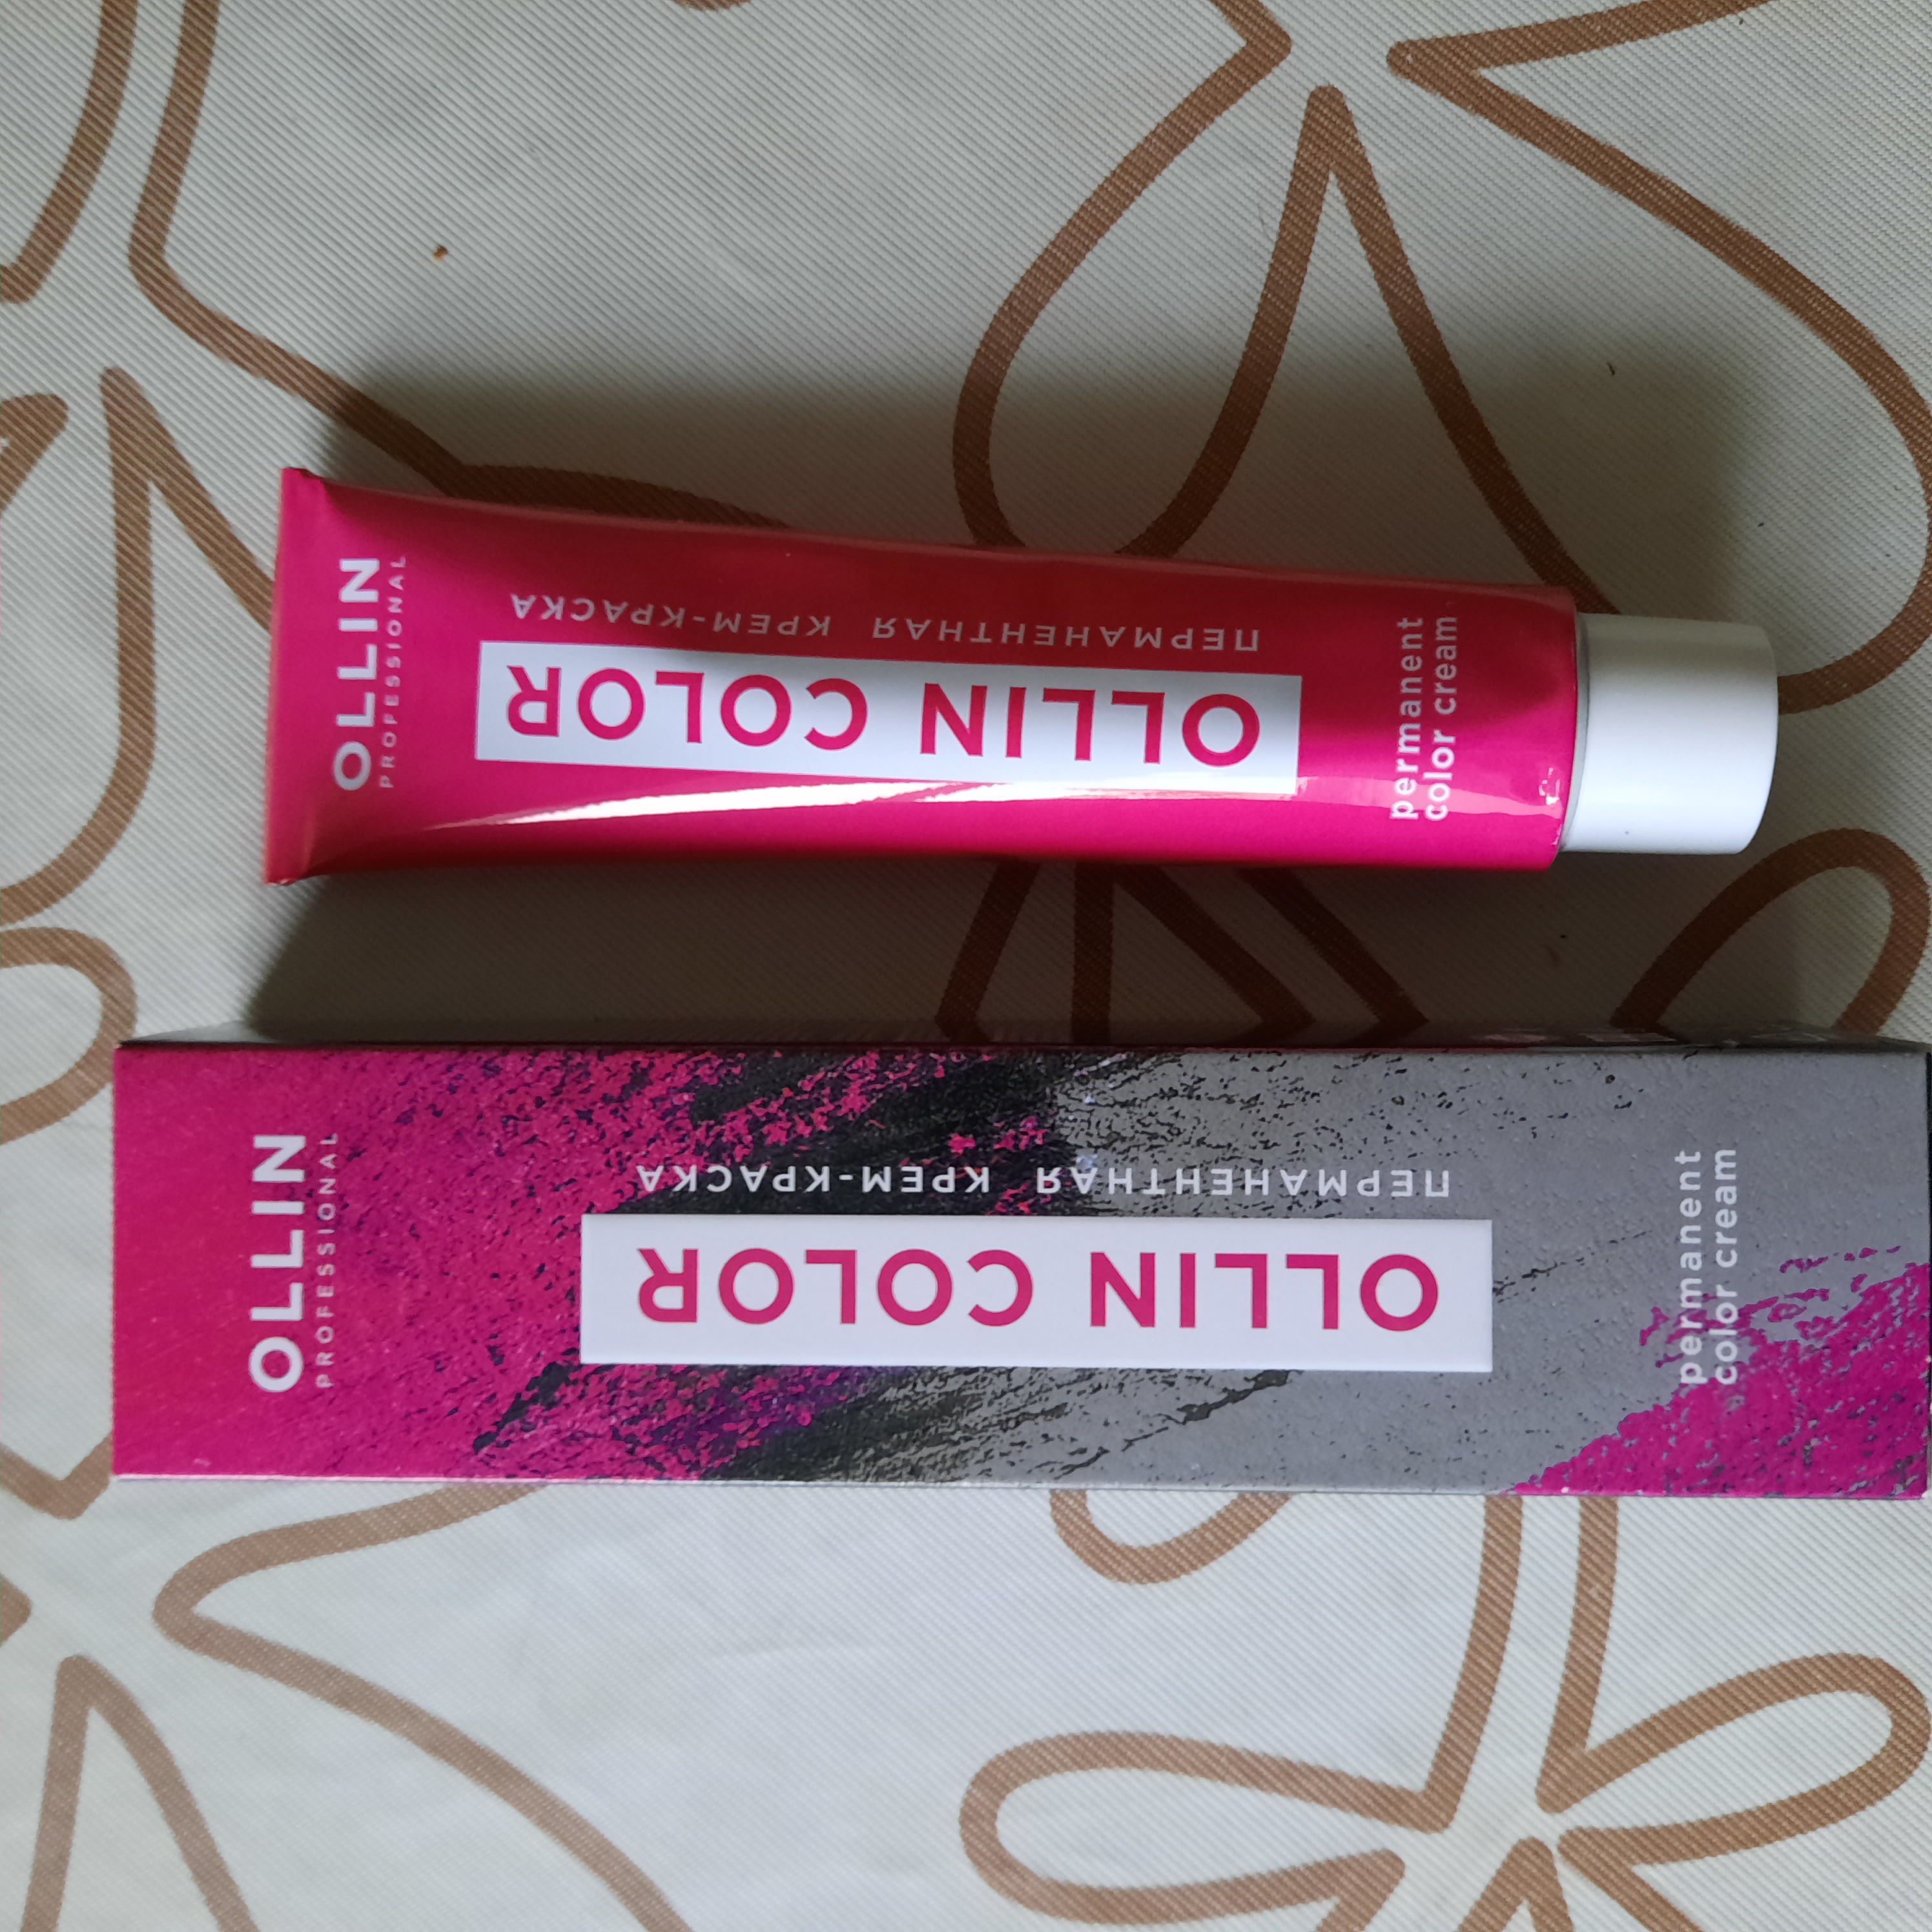 OLLIN
PROFESSIONAL
ПЕРМАНЕНТНАЯ КРЕМ-КРАСКА
OLLIN COLOR
permanent
color cream
OLLIN
PROFESSIONAL
ПЕРМАНЕНТНАЯ КРЕМ-КРАСКА
OLLIN COLOR
permanent
color cream